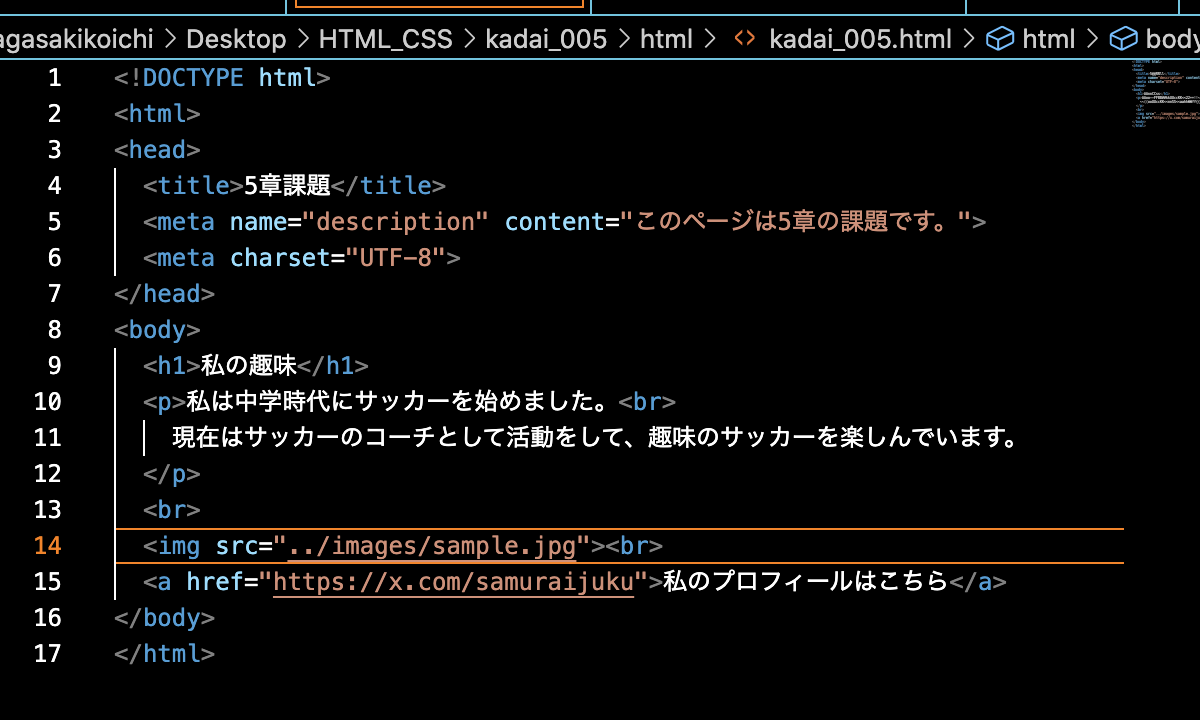 agasakikoichi > Desktop > HTML_CSS > kadai_005 > html > <> kadai_005.html > html > body
1 <!DOCTYPE html>
2 <html>
3 <head>
4 <title>5章課題</title>
5 <meta name="description" content="このページは5章の課題です。">
6 <meta charset="UTF-8">
7 </head>
8 <body>
9 <h1>私の趣味</h1>
10 <p>私は中学時代にサッカーを始めました。<br>
11 現在はサッカーのコーチとして活動をして、趣味のサッカーを楽しんでいます。
12 </p>
13 <br>
14 <img src="../images/sample.jpg"><br>
15 <a href="https://x.com/samuraijuku">私のプロフィールはこちら</a>
16 </body>
17 </html>